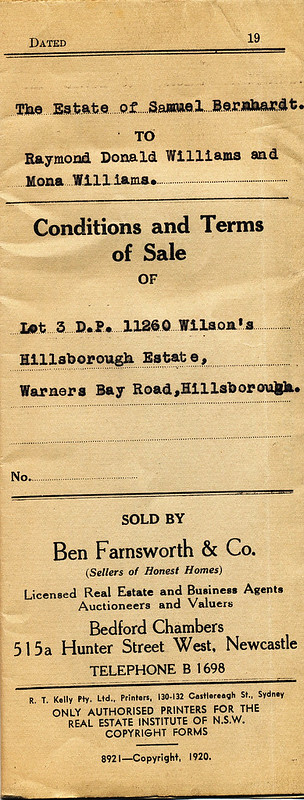 DATED 19
The Estate of Samuel Bernhardt.
TO
Raymond Donald Williams and
Mona Williams.
Conditions and Terms
of Sale
OF
Lot 3 D.P. 11260 Wilson's
Hillsborough Estate,
Warners Bay Road,Hillsborough.
No.
SOLD BY
Ben Farnsworth & Co.
(Sellers of Honest Homes)
Licensed Real Estate and Business Agents
Auctioneers and Valuers
Bedford Chambers
515a Hunter Street West, Newcastle
TELEPHONE B 1698
R. T. Kelly Pty. Ltd., Printers, 130-132 Castlereagh St., Sydney
ONLY AUTHORISED PRINTERS FOR THE
REAL ESTATE INSTITUTE OF N.S.W.
COPYRIGHT FORMS
8921—Copyright, 1920.